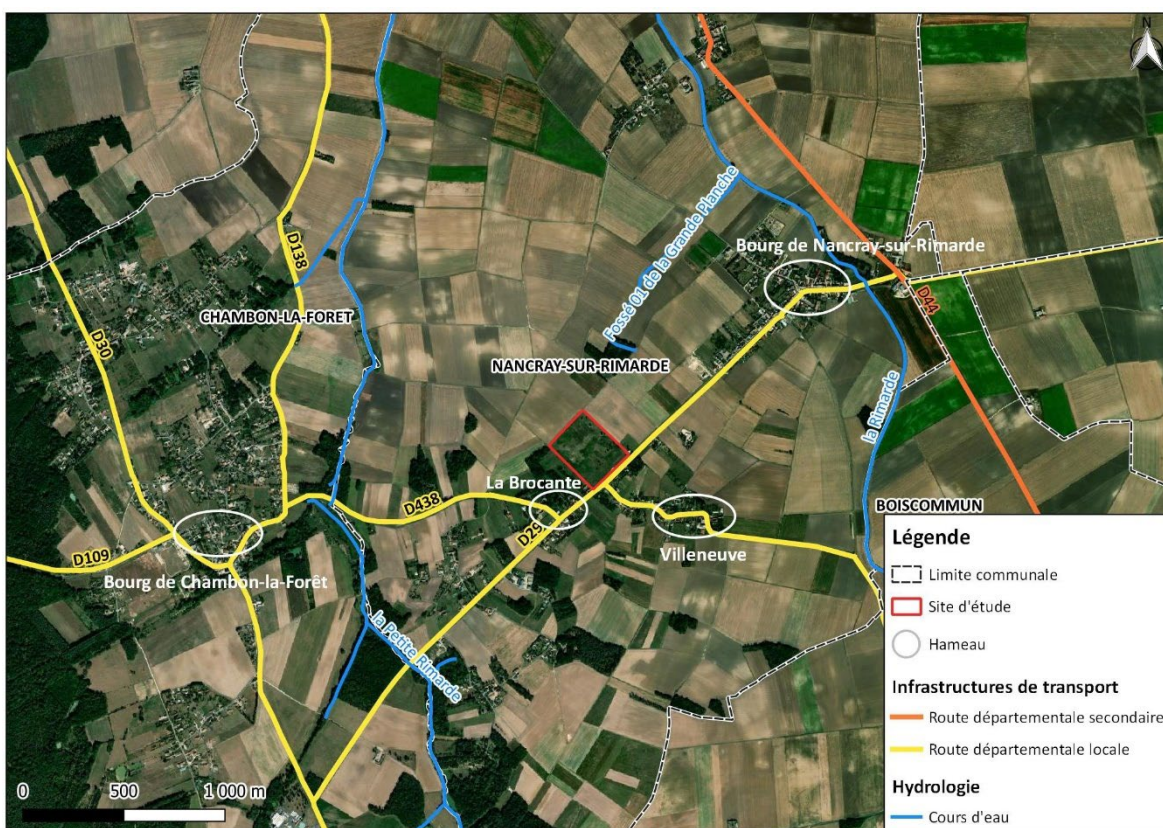 N
D138
Fossé 01 de la Grande Planche
Bourg de Nancray-sur-Rimarde
D44
CHAMBON-LA-FORET
D30
NANCRAY-SUR-RIMARDE
la Rimarde
La Brocante
D438
D29
BOISCOMMUN
D109
Bourg de Chambon-la-Forêt
Villeneuve
la Petite Rimarde
Légende
Limite communale
Site d'étude
Hameau
Infrastructures de transport
Route départementale secondaire
Route départementale locale
Hydrologie
Cours d'eau
0 500 1 000 m